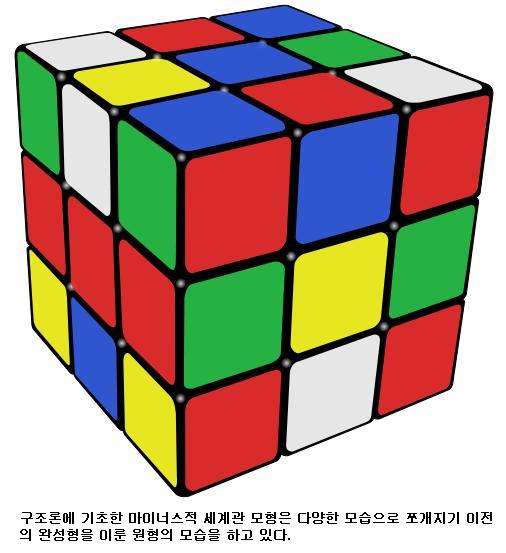 구조론에 기초한 마이너스적 세계관 모형은 다양한 모습으로 쪼개지기 이전
의 완성형을 이룬 원형의 모습을 하고 있다.